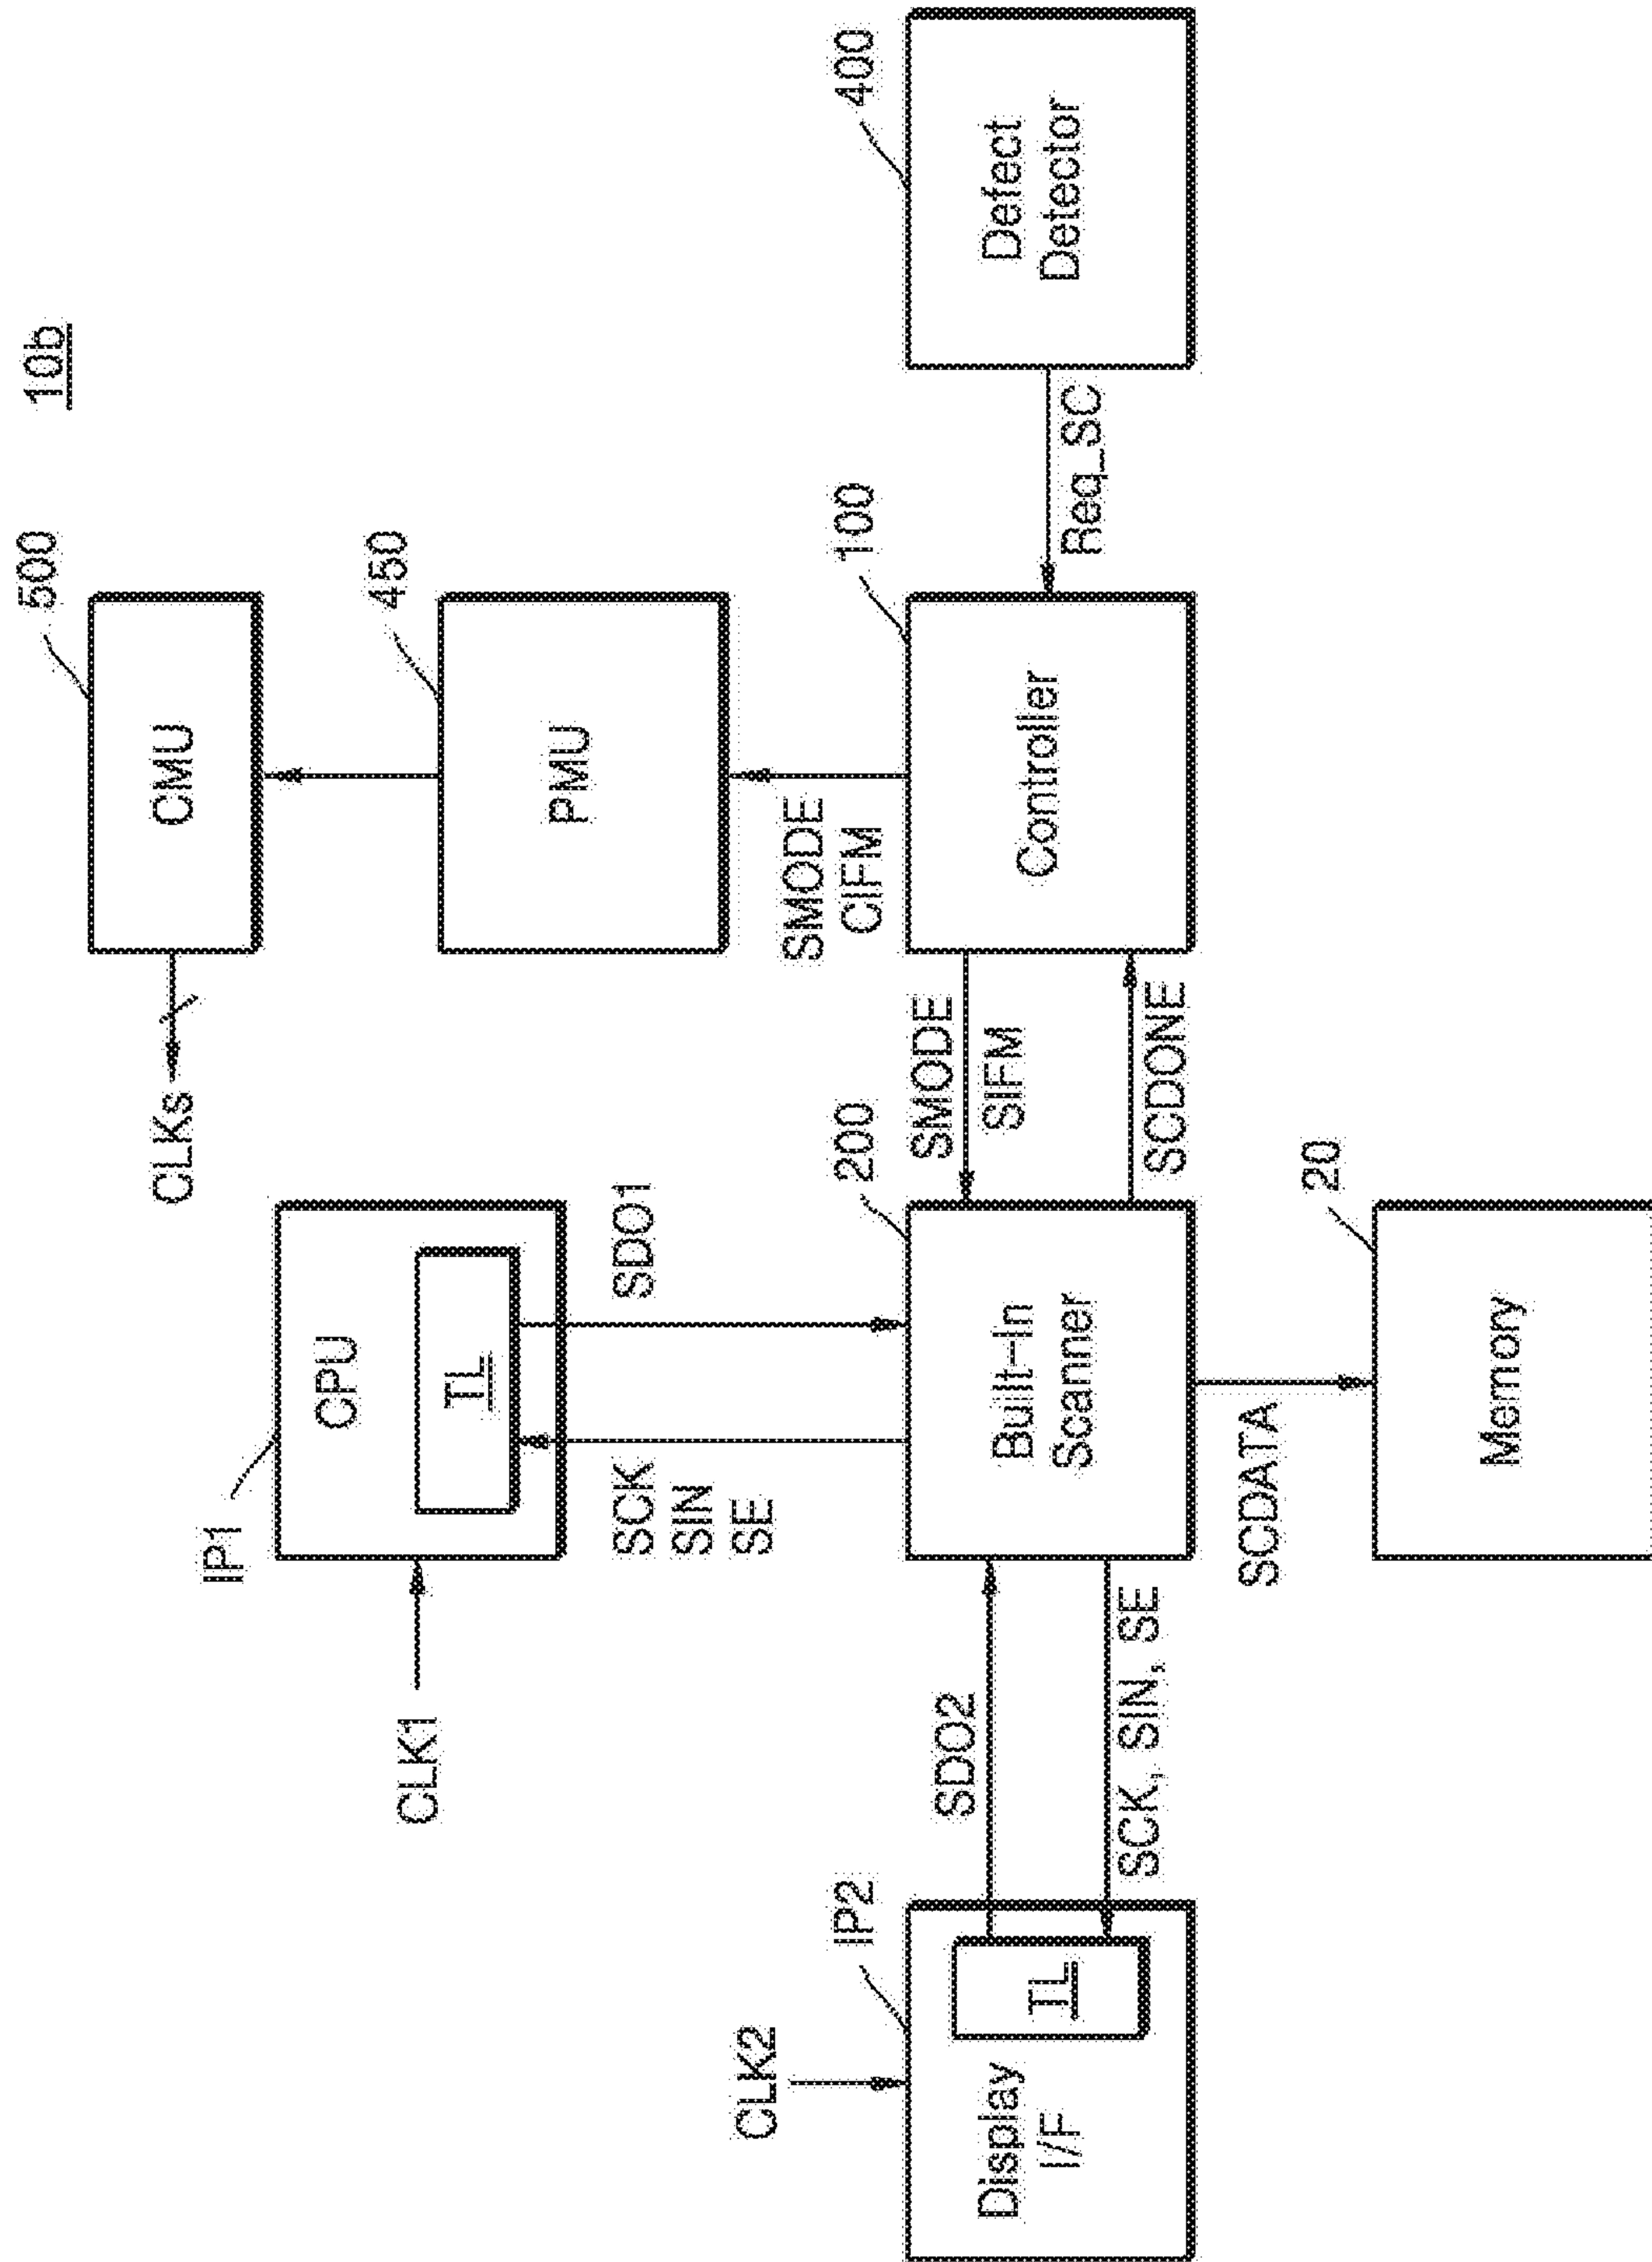 10b
500
CMU
CLKs
450
PMU
IP1
CPU
TL
CLK1
SMODE
CIFM
SCK
SIN
SE
SDO1
CLK2
IP2
Display
I/F
TL
SDO2
SCK, SIN, SE
200
Built-In
Scanner
SMODE
SIFM
SCDONE
100
Controller
Req_SC
400
Defect
Detector
SCDATA
20
Memory